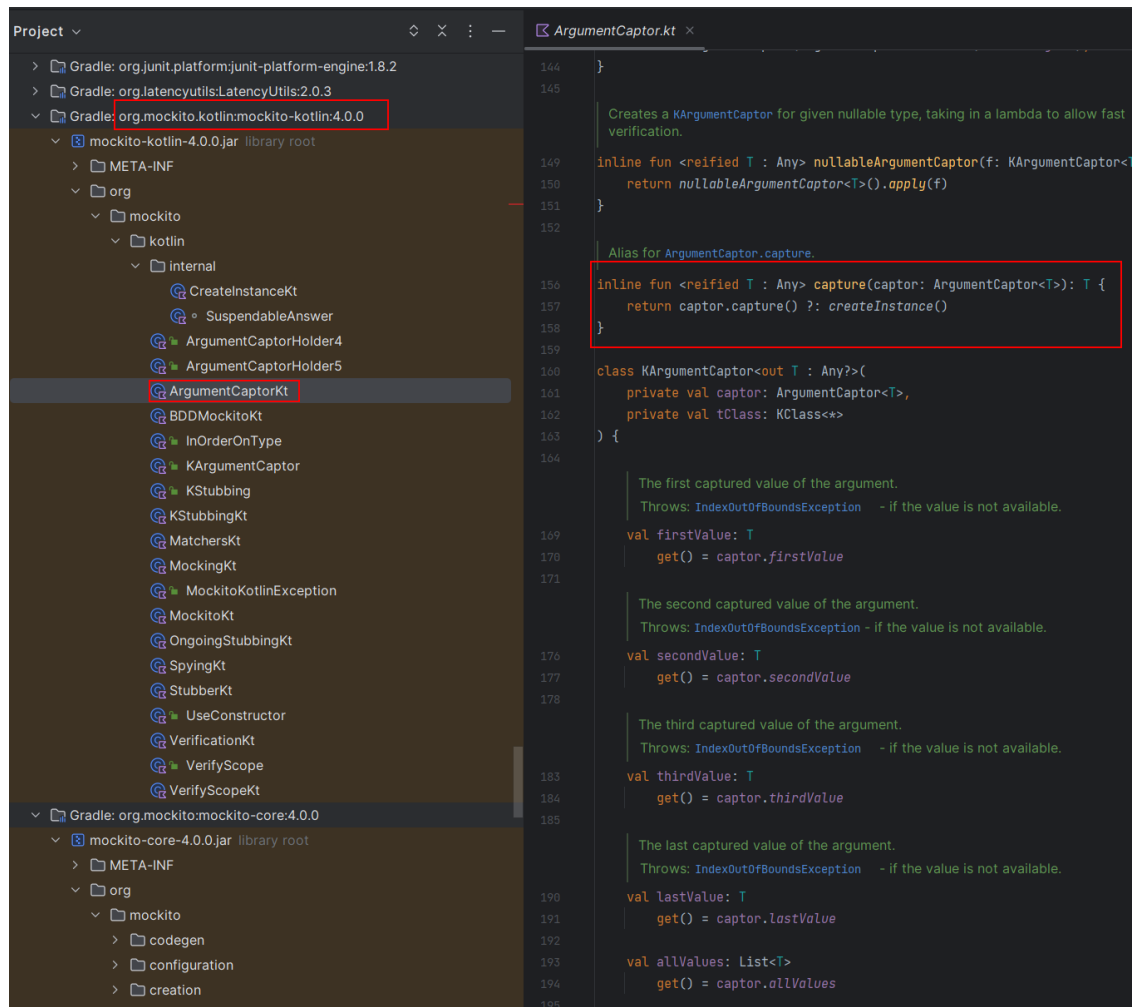 Project
Gradle: org.junit.platform:junit-platform-engine:1.8.2
Gradle: org.latencyutils:LatencyUtils:2.0.3
Gradle: org.mockito.kotlin:mockito-kotlin:4.0.0
mockito-kotlin-4.0.0.jar library root
META-INF
org
mockito
kotlin
internal
CreateInstanceKt
SuspendableAnswer
ArgumentCaptorHolder4
ArgumentCaptorHolder5
ArgumentCaptorKt
BDDMockitoKt
InOrderOnType
KArgumentCaptor
KStubbing
KStubbingKt
MatchersKt
MockingKt
MockitoKotlinException
MockitoKt
OngoingStubbingKt
SpyingKt
StubberKt
UseConstructor
VerificationKt
VerifyScope
VerifyScopeKt
Gradle: org.mockito:mockito-core:4.0.0
mockito-core-4.0.0.jar library root
META-INF
org
mockito
codegen
configuration
creation
ArgumentCaptor.kt
144 }
145
Creates a KArgumentCaptor for given nullable type, taking in a lambda to allow fast
verification.
149 inline fun <reified T : Any> nullableArgumentCaptor(f: KArgumentCaptor<
150 return nullableArgumentCaptor<T>().apply(f)
151 }
152
Alias for ArgumentCaptor.capture.
156 inline fun <reified T : Any> capture(captor: ArgumentCaptor<T>): T {
157 return captor.capture() ?: createInstance()
158 }
159
160 class KArgumentCaptor<out T : Any?>(
161 private val captor: ArgumentCaptor<T>,
162 private val tClass: KClass<*>
163 ) {
164
The first captured value of the argument.
Throws: IndexOutOfBoundsException - if the value is not available.
169 val firstValue: T
170 get() = captor.firstValue
171
The second captured value of the argument.
Throws: IndexOutOfBoundsException - if the value is not available.
176 val secondValue: T
177 get() = captor.secondValue
178
The third captured value of the argument.
Throws: IndexOutOfBoundsException - if the value is not available.
183 val thirdValue: T
184 get() = captor.thirdValue
185
The last captured value of the argument.
Throws: IndexOutOfBoundsException - if the value is not available.
190 val lastValue: T
191 get() = captor.lastValue
192
193 val allValues: List<T>
194 get() = captor.allValues
195